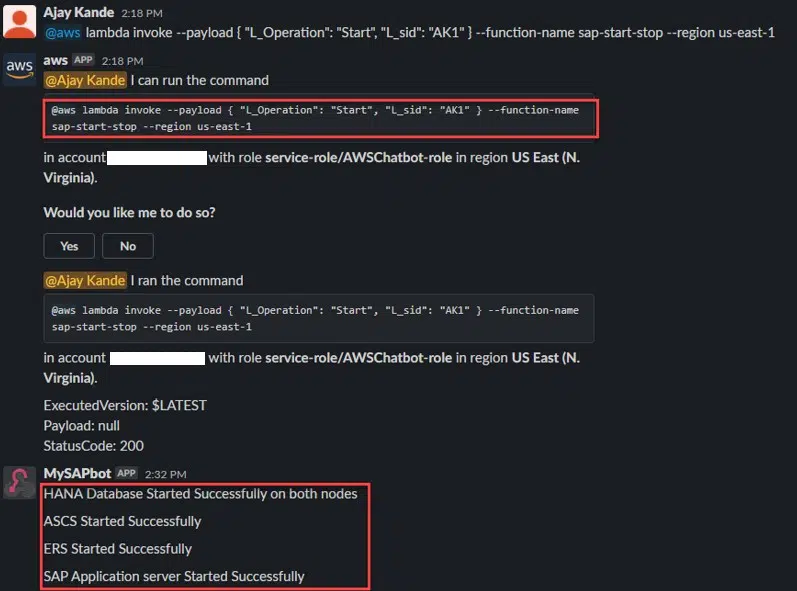 Ajay Kande 2:18 PM
@aws lambda invoke --payload { "L_Operation": "Start", "L_sid": "AK1" } --function-name sap-start-stop --region us-east-1
aws
aws APP 2:18 PM
@Ajay Kande I can run the command
@aws lambda invoke --payload { "L_Operation": "Start", "L_sid": "AK1" } --function-name
sap-start-stop --region us-east-1
in account with role service-role/AWSChatbot-role in region US East (N.
Virginia).
Would you like me to do so?
Yes No
@Ajay Kande I ran the command
@aws lambda invoke --payload { "L_Operation": "Start", "L_sid": "AK1" } --function-name
sap-start-stop --region us-east-1
in account with role service-role/AWSChatbot-role in region US East (N.
Virginia).
ExecutedVersion: $LATEST
Payload: null
StatusCode: 200
MySAPbot APP 2:32 PM
HANA Database Started Successfully on both nodes
ASCS Started Successfully
ERS Started Successfully
SAP Application server Started Successfully